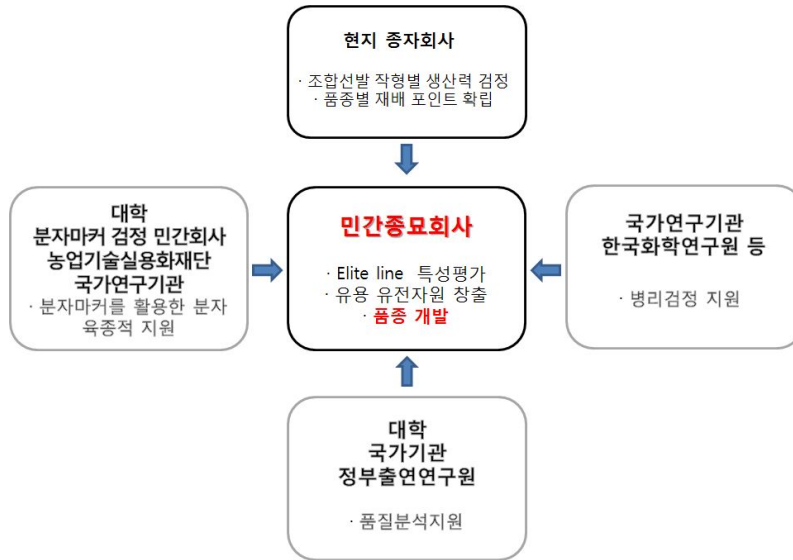 현지 종자회사
· 조합선발 작형별 생산력 검정
· 품종별 재배 포인트 확립
대학
분자마커 검정 민간회사
농업기술실용화재단
국가연구기관
· 분자마커를 활용한 분자
육종적 지원
민간종묘회사
· Elite line 특성평가
· 유용 유전자원 창출
· 품종 개발
국가연구기관
한국화학연구원 등
· 병리검정 지원
대학
국가기관
정부출연연구원
· 품질분석지원